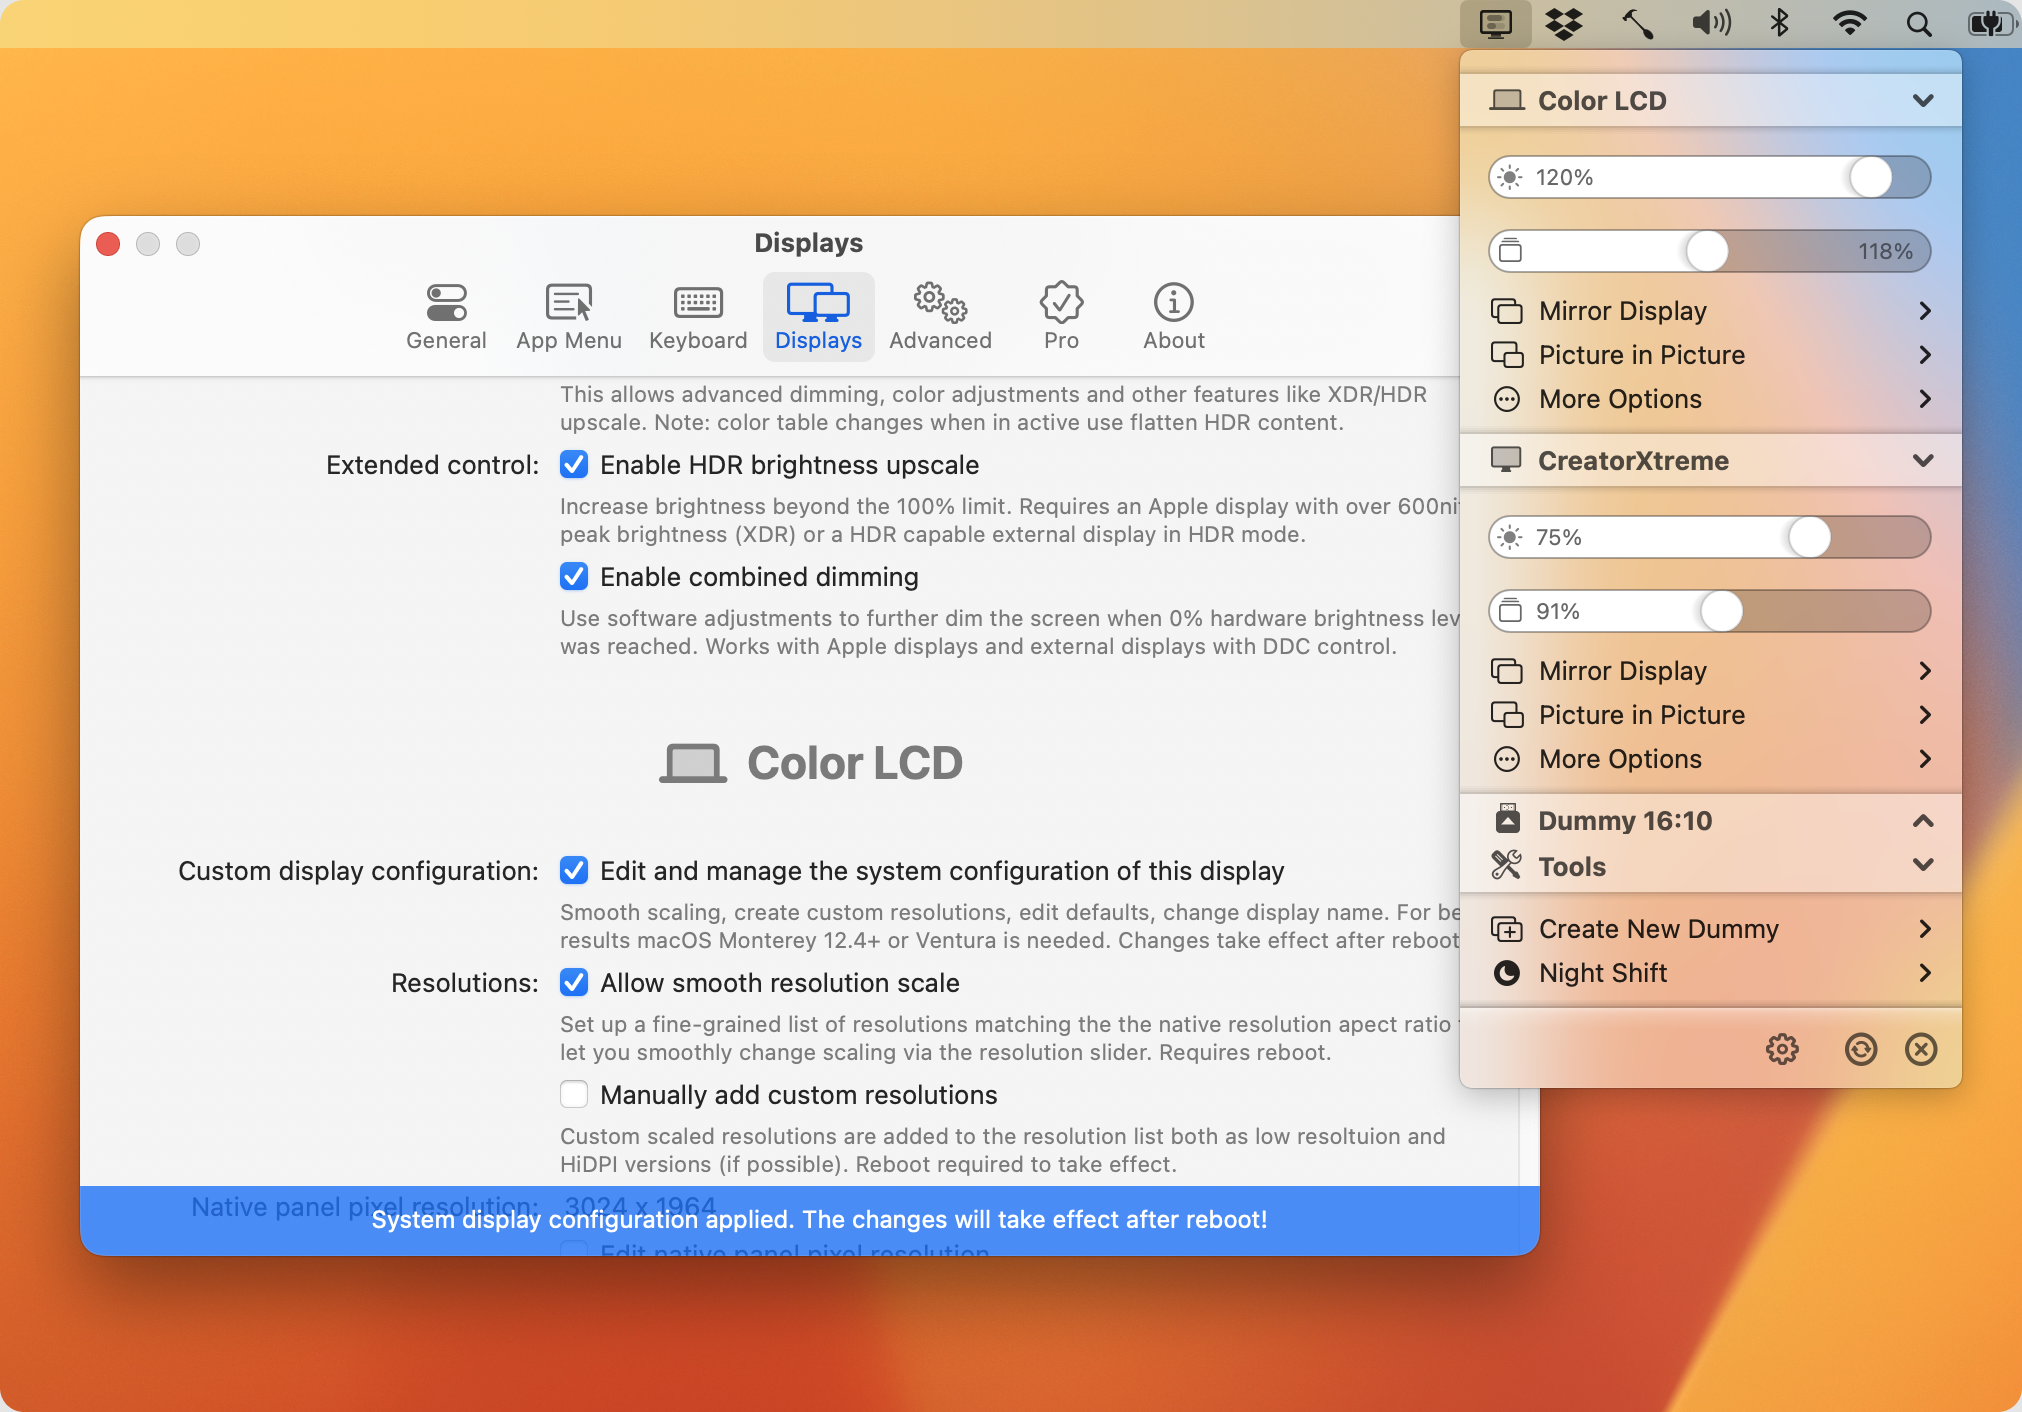 Displays
General
App Menu
Keyboard
Displays
Advanced
Pro
About
This allows advanced dimming, color adjustments and other features like XDR/HDR
upscale. Note: color table changes when in active use flatten HDR content.
Extended control:
Enable HDR brightness upscale
Increase brightness beyond the 100% limit. Requires an Apple display with over 600ni
peak brightness (XDR) or a HDR capable external display in HDR mode.
Enable combined dimming
Use software adjustments to further dim the screen when 0% hardware brightness lev
was reached. Works with Apple displays and external displays with DDC control.
Color LCD
Custom display configuration:
Edit and manage the system configuration of this display
Smooth scaling, create custom resolutions, edit defaults, change display name. For be
results macOS Monterey 12.4+ or Ventura is needed. Changes take effect after reboot
Resolutions:
Allow smooth resolution scale
Set up a fine-grained list of resolutions matching the the native resolution apect ratio
let you smoothly change scaling via the resolution slider. Requires reboot.
Manually add custom resolutions
Custom scaled resolutions are added to the resolution list both as low resoltuion and
HiDPI versions (if possible). Reboot required to take effect.
Native panel pixel resolution: 3024 x 1964
System display configuration applied. The changes will take effect after reboot!
Edit native panel pixel resolution
Color LCD
120%
118%
Mirror Display
Picture in Picture
More Options
CreatorXtreme
75%
91%
Mirror Display
Picture in Picture
More Options
Dummy 16:10
Tools
Create New Dummy
Night Shift